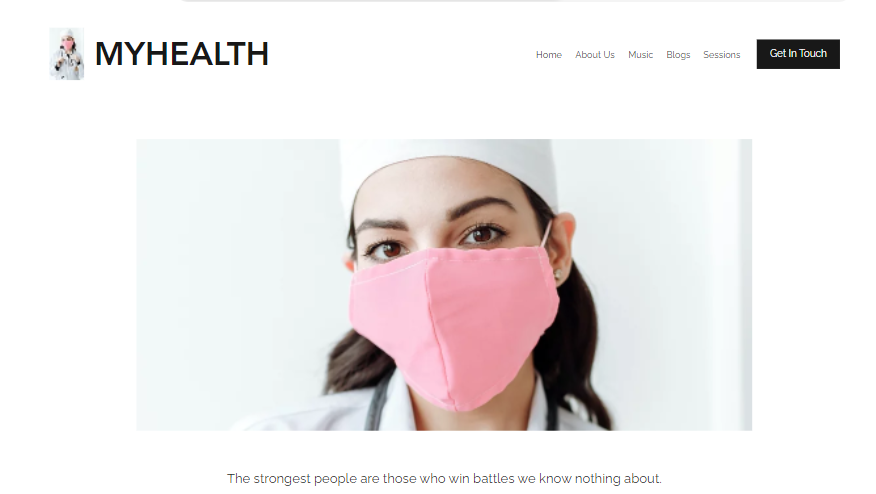 MYHEALTH
Home About Us Music Blogs Sessions Get In Touch
The strongest people are those who win battles we know nothing about.